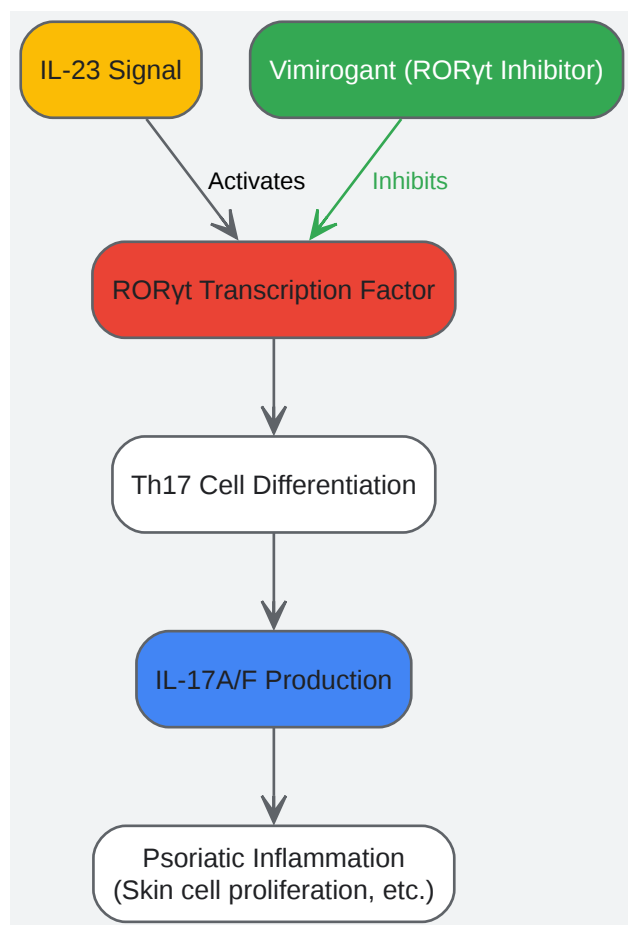 IL-23 Signal
Vimirogant (RORγt Inhibitor)
Activates
Inhibits
RORγt Transcription Factor
Th17 Cell Differentiation
IL-17A/F Production
Psoriatic Inflammation
(Skin cell proliferation, etc.)